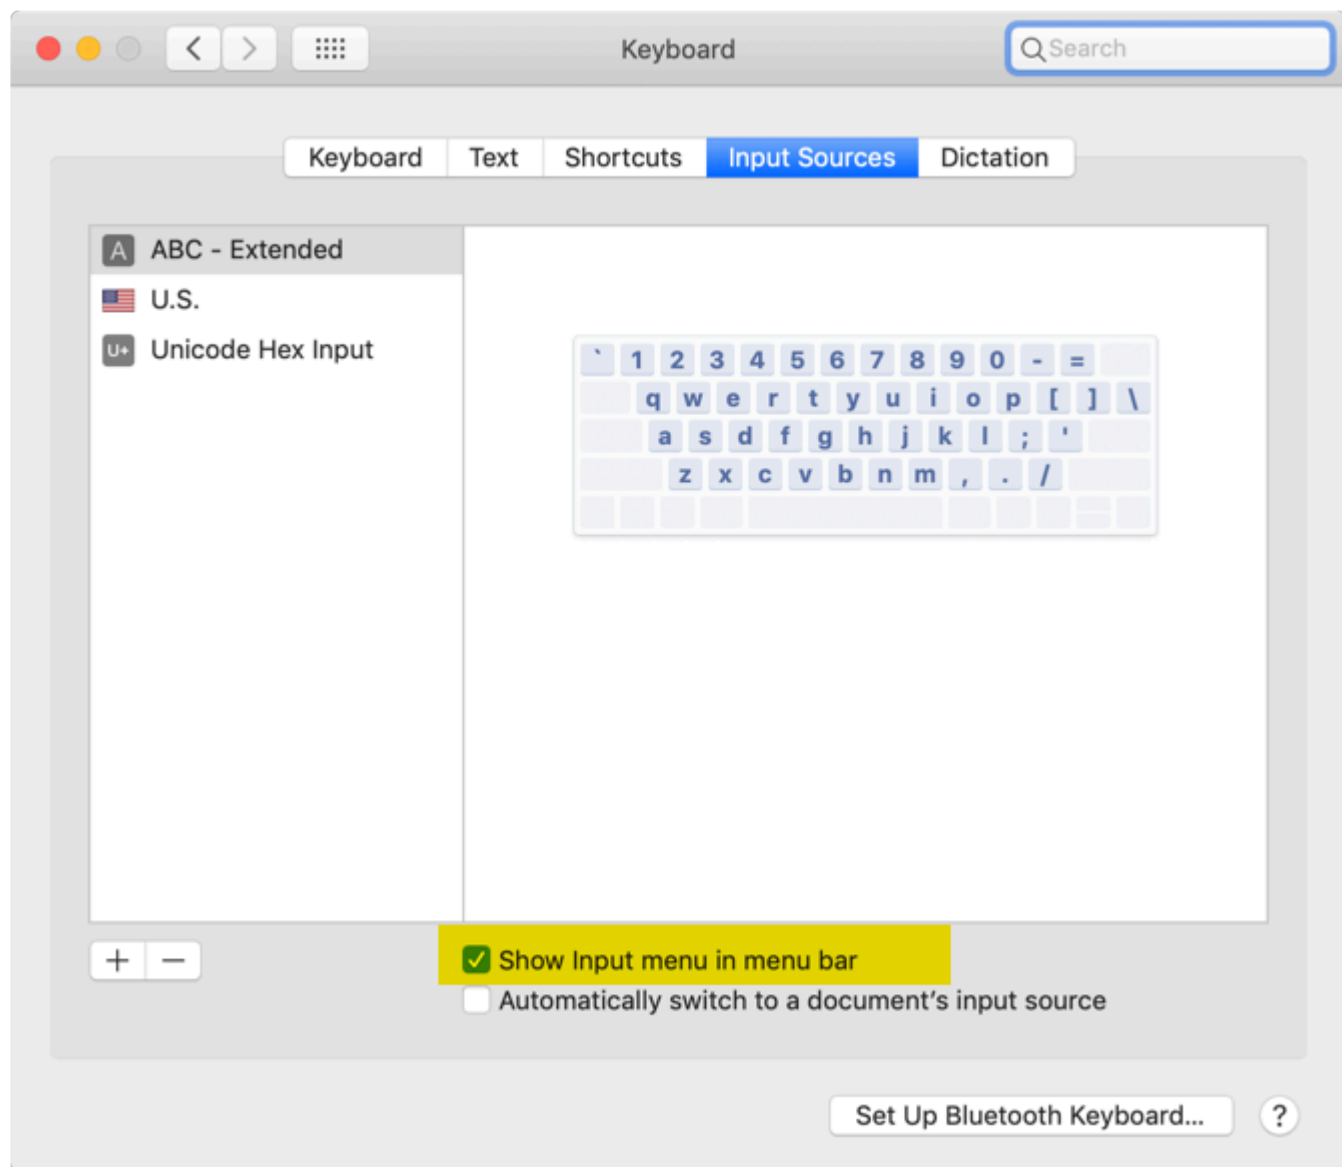 Keyboard
Search
Keyboard Text Shortcuts Input Sources Dictation
A ABC - Extended
U.S.
U+ Unicode Hex Input
` 1 2 3 4 5 6 7 8 9 0 - =
q w e r t y u i o p [ ] \
a s d f g h j k l ; '
z x c v b n m , . /
+ −
Show Input menu in menu bar
Automatically switch to a document’s input source
Set Up Bluetooth Keyboard... ?